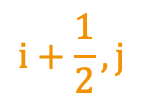 i + 1/2, j